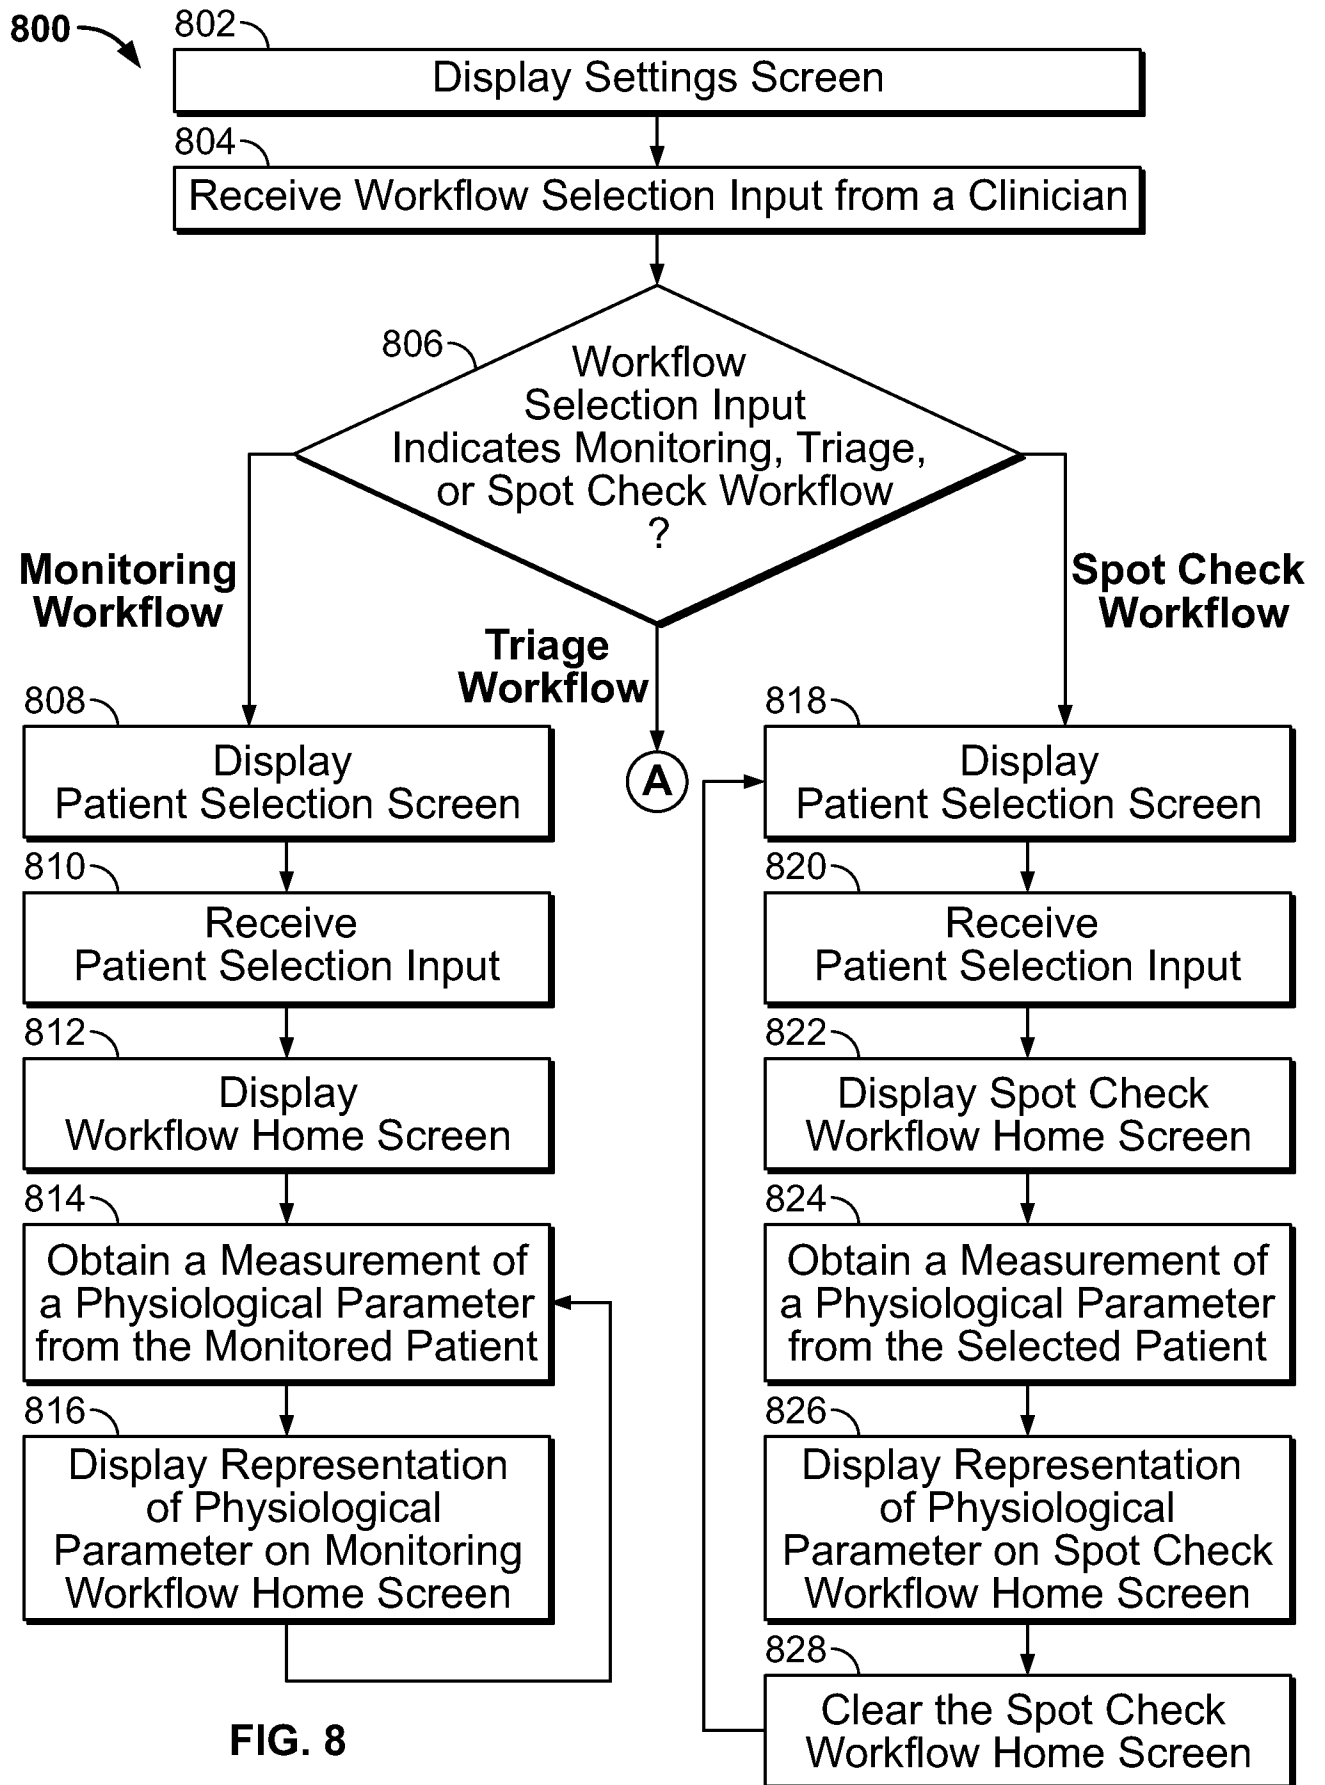 800
802
Display Settings Screen
804
Receive Workflow Selection Input from a Clinician
806
Workflow
Selection Input
Indicates Monitoring, Triage,
or Spot Check Workflow
?
Monitoring
Workflow
Triage
Workflow
Spot Check
Workflow
A
808
Display
Patient Selection Screen
810
Receive
Patient Selection Input
812
Display
Workflow Home Screen
814
Obtain a Measurement of
a Physiological Parameter
from the Monitored Patient
816
Display Representation
of Physiological
Parameter on Monitoring
Workflow Home Screen
818
Display
Patient Selection Screen
820
Receive
Patient Selection Input
822
Display Spot Check
Workflow Home Screen
824
Obtain a Measurement of
a Physiological Parameter
from the Selected Patient
826
Display Representation
of Physiological
Parameter on Spot Check
Workflow Home Screen
828
Clear the Spot Check
Workflow Home Screen
FIG. 8